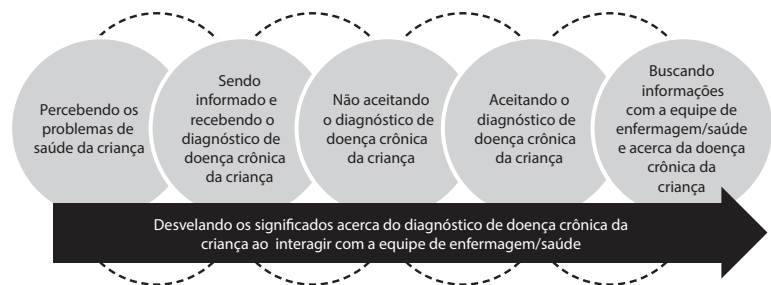 Percebendo os
problemas de
saúde da criança
Sendo
informado e
recebendo o
diagnóstico de
doença crônica
da criança
Não aceitando
o diagnóstico de
doença crônica
da criança
Aceitando o
diagnóstico de
doença crônica
da criança
Buscando
informações
com a equipe de
enfermagem/saúde
e acerca da doença
crônica da
criança
Desvelando os significados acerca do diagnóstico de doença crônica da
criança ao interagir com a equipe de enfermagem/saúde